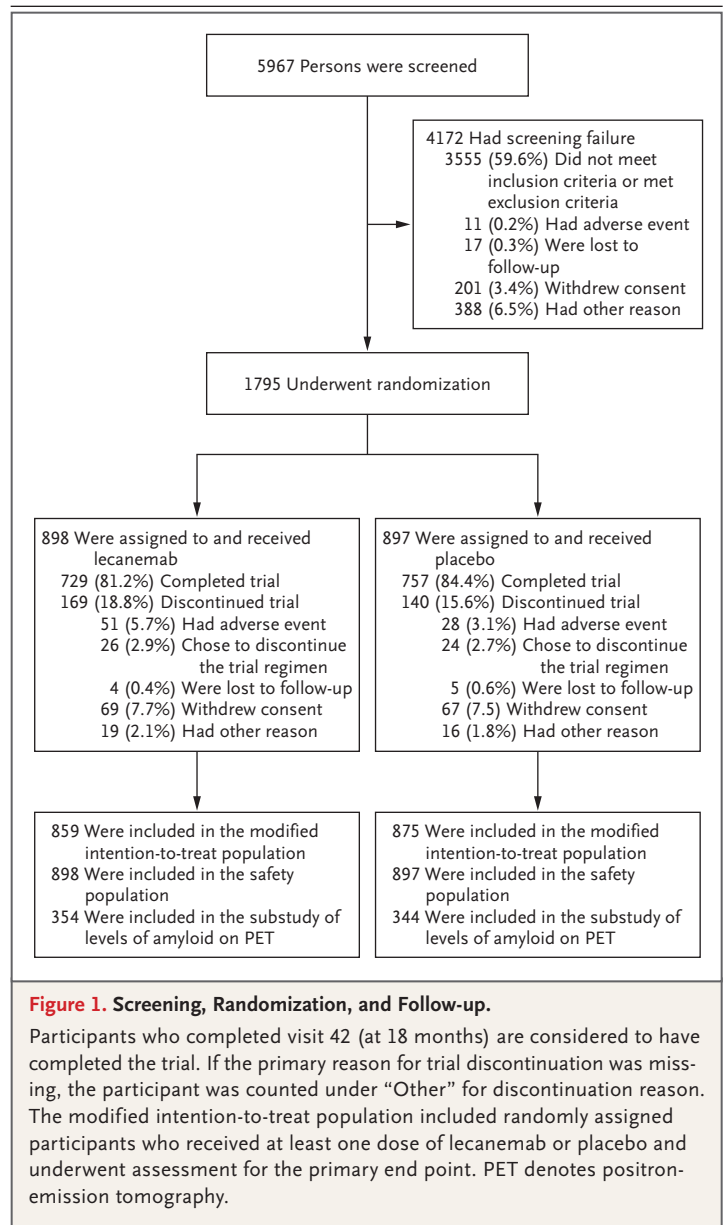 5967 Persons were screened
4172 Had screening failure
3555 (59.6%) Did not meet
inclusion criteria or met
exclusion criteria
11 (0.2%) Had adverse event
17 (0.3%) Were lost to
follow-up
201 (3.4%) Withdrew consent
388 (6.5%) Had other reason
1795 Underwent randomization
898 Were assigned to and received
lecanemab
729 (81.2%) Completed trial
169 (18.8%) Discontinued trial
51 (5.7%) Had adverse event
26 (2.9%) Chose to discontinue
the trial regimen
4 (0.4%) Were lost to follow-up
69 (7.7%) Withdrew consent
19 (2.1%) Had other reason
897 Were assigned to and received
placebo
757 (84.4%) Completed trial
140 (15.6%) Discontinued trial
28 (3.1%) Had adverse event
24 (2.7%) Chose to discontinue
the trial regimen
5 (0.6%) Were lost to follow-up
67 (7.5) Withdrew consent
16 (1.8%) Had other reason
859 Were included in the modified
intention-to-treat population
898 Were included in the safety
population
354 Were included in the substudy of
levels of amyloid on PET
875 Were included in the modified
intention-to-treat population
897 Were included in the safety
population
344 Were included in the substudy of
levels of amyloid on PET
Figure 1. Screening, Randomization, and Follow-up.
Participants who completed visit 42 (at 18 months) are considered to have
completed the trial. If the primary reason for trial discontinuation was miss-
ing, the participant was counted under “Other” for discontinuation reason.
The modified intention-to-treat population included randomly assigned
participants who received at least one dose of lecanemab or placebo and
underwent assessment for the primary end point. PET denotes positron-
emission tomography.